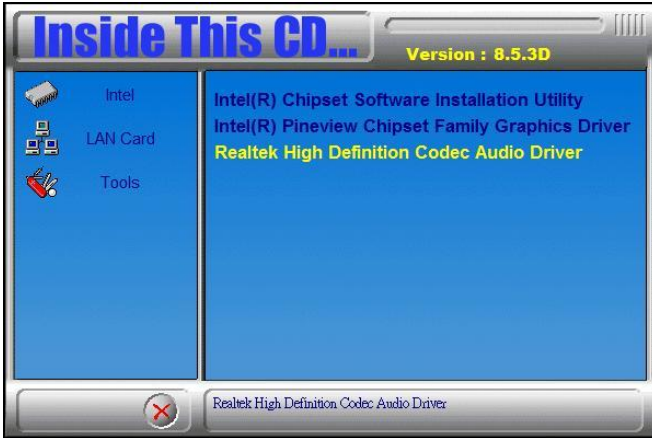 Inside This CD...
Version : 8.5.3D
Intel
LAN Card
Tools
Intel(R) Chipset Software Installation Utility
Intel(R) Pineview Chipset Family Graphics Driver
Realtek High Definition Codec Audio Driver
Realtek High Definition Codec Audio Driver